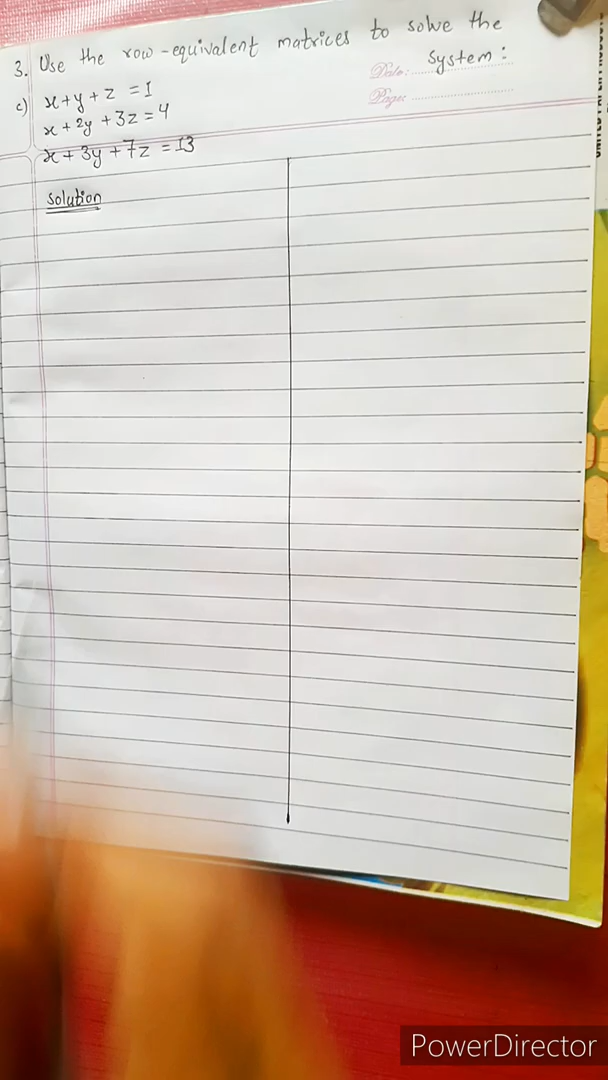 3. Use the row-equivalent matrices to solve the
system:
Date:
Page:
c) x+y+z = 1
x+2y+3z=4
x+3y+7z=13
Solution
PowerDirector